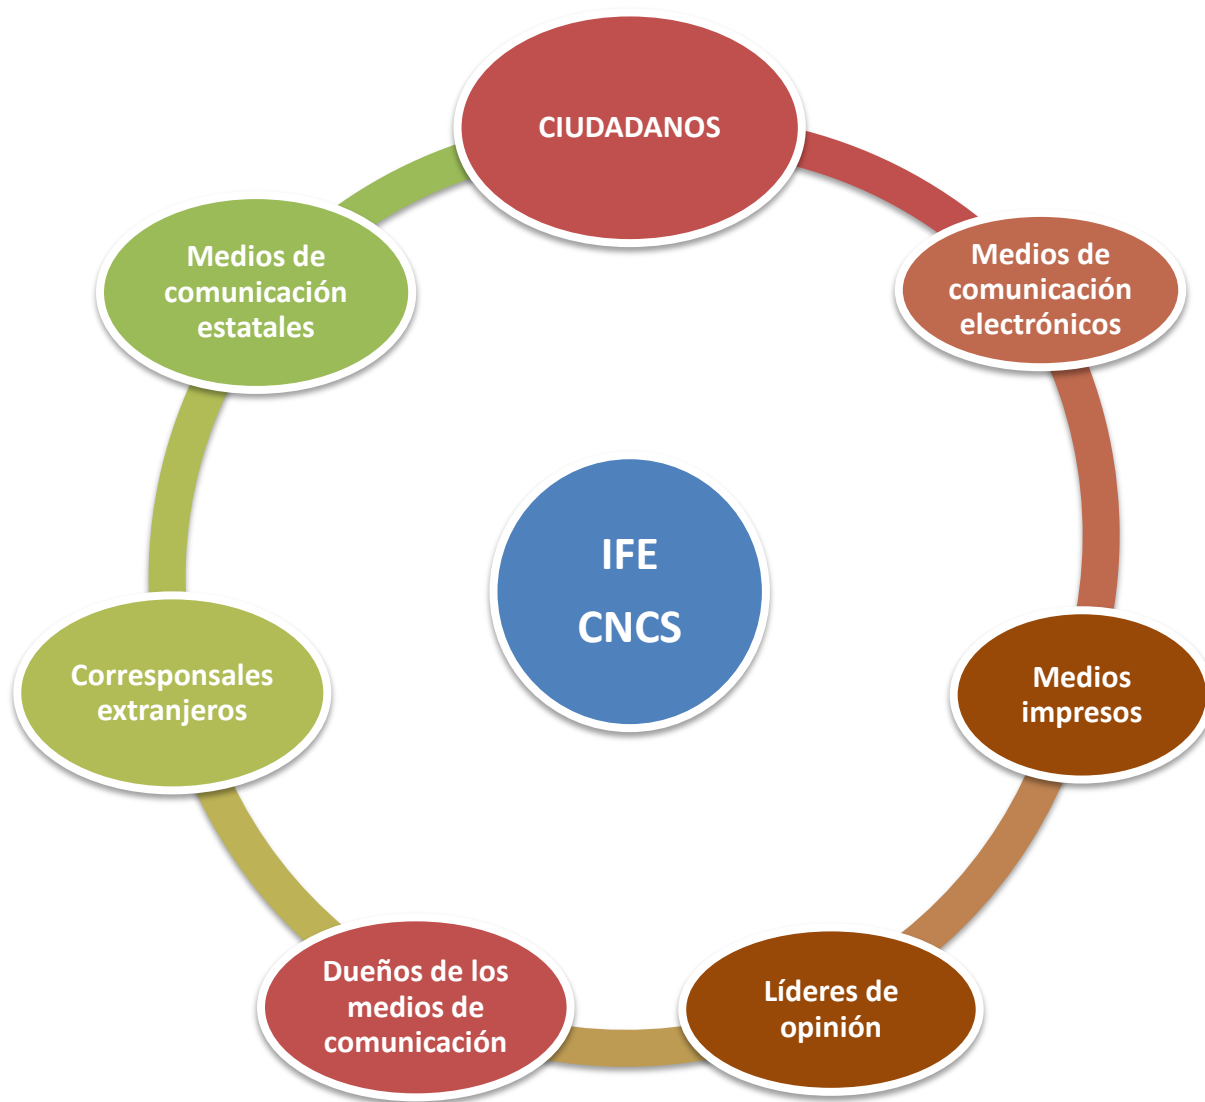 CIUDADANOS
Medios de
comunicación
electrónicos
Medios
impresos
Líderes de
opinión
Dueños de los
medios de
comunicación
Corresponsales
extranjeros
Medios de
comunicación
estatales
IFE
CNCS